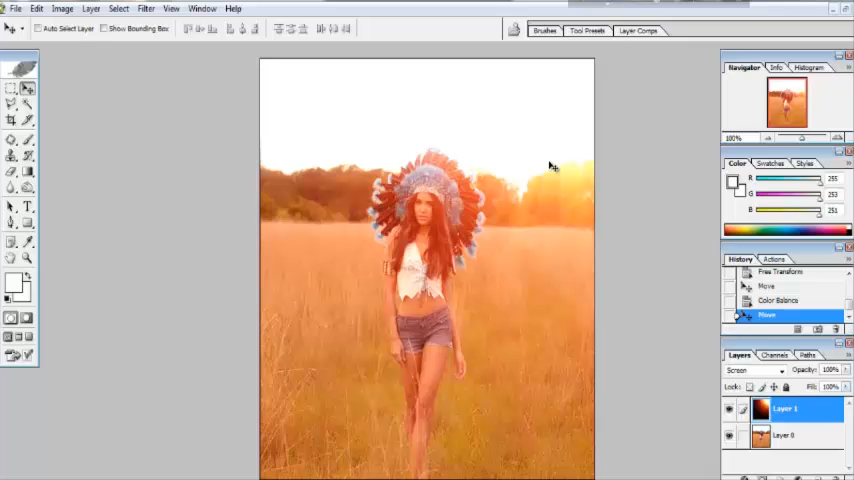 File Edit Image Layer Select Filter View Window Help
Auto Select Layer Show Bounding Box Brushes Tool Presets Layer Comps
Navigator Info Histogram
100%
Color Swatches Styles
R 255
G 253
B 251
History Actions
Free Transform
Move
Color Balance
Move
Layers Channels Paths
Screen Opacity: 100%
Lock: Fill: 100%
Layer 1
Layer 0